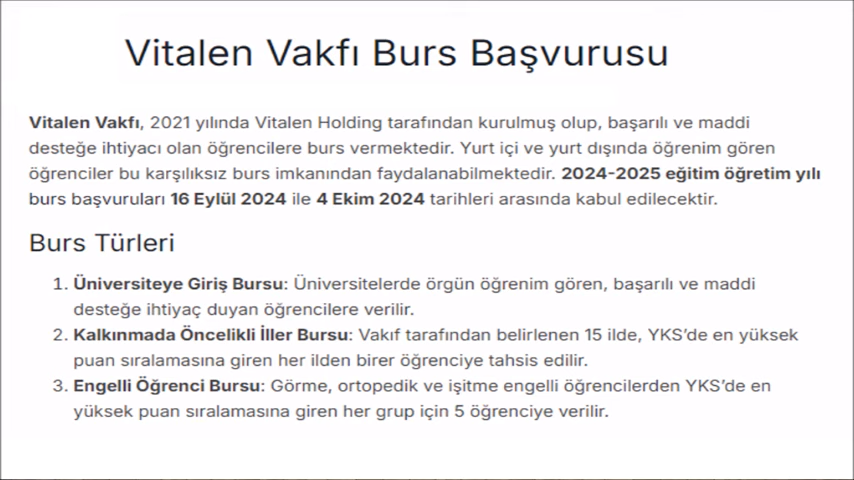 Vitalen Vakfı Burs Başvurusu
Vitalen Vakfı, 2021 yılında Vitalen Holding tarafından kurulmuş olup, başarılı ve maddi
desteğe ihtiyacı olan öğrencilere burs vermektedir. Yurt içi ve yurt dışında öğrenim gören
öğrenciler bu karşılıksız burs imkanından faydalanabilmektedir. 2024-2025 eğitim öğretim yılı
burs başvuruları 16 Eylül 2024 ile 4 Ekim 2024 tarihleri arasında kabul edilecektir.
Burs Türleri
1. Üniversiteye Giriş Bursu: Üniversitelerde örgün öğrenim gören, başarılı ve maddi
desteğe ihtiyaç duyan öğrencilere verilir.
2. Kalkınmada Öncelikli İller Bursu: Vakıf tarafından belirlenen 15 ilde, YKS’de en yüksek
puan sıralamasına giren her ilden birer öğrenciye tahsis edilir.
3. Engelli Öğrenci Bursu: Görme, ortopedik ve işitme engelli öğrencilerden YKS’de en
yüksek puan sıralamasına giren her grup için 5 öğrenciye verilir.